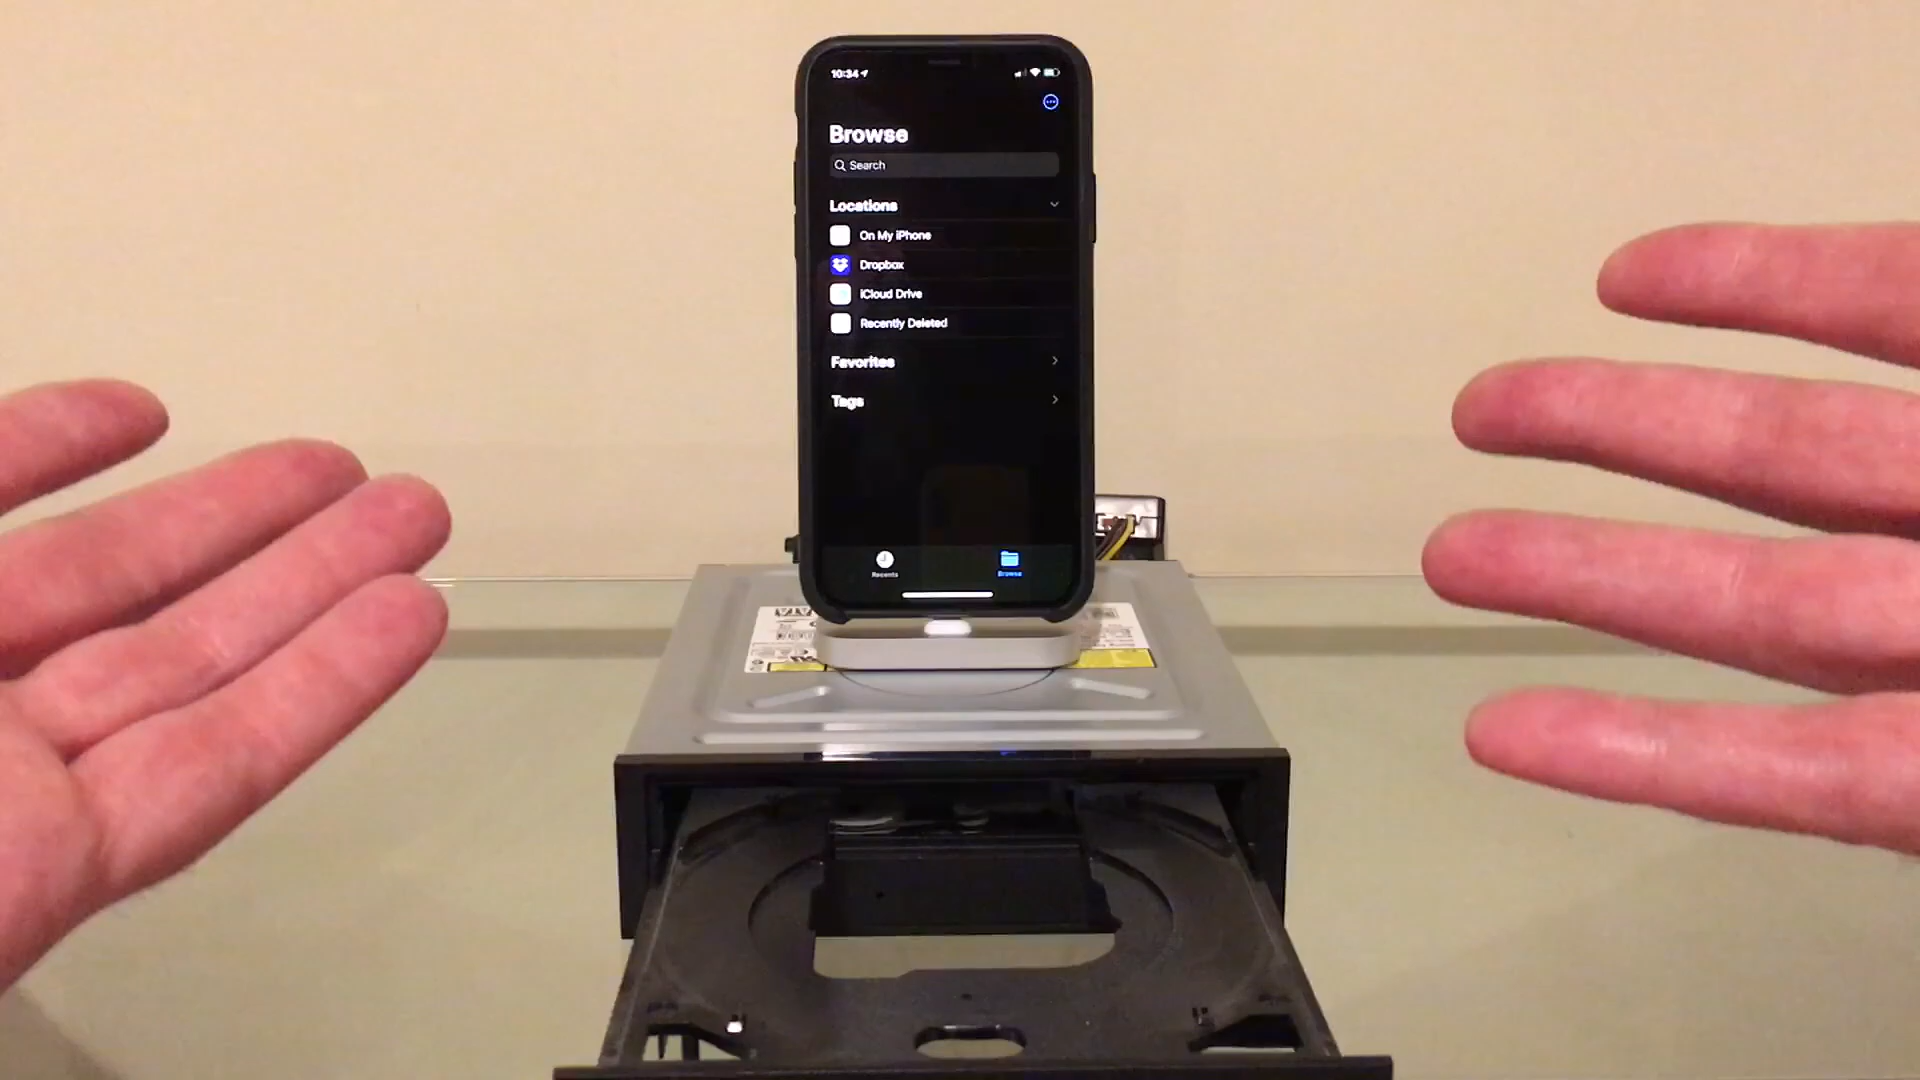 10:34
Browse
Search
Locations
On My iPhone
Dropbox
iCloud Drive
Recently Deleted
Favorites
Tags
Recents
Browse